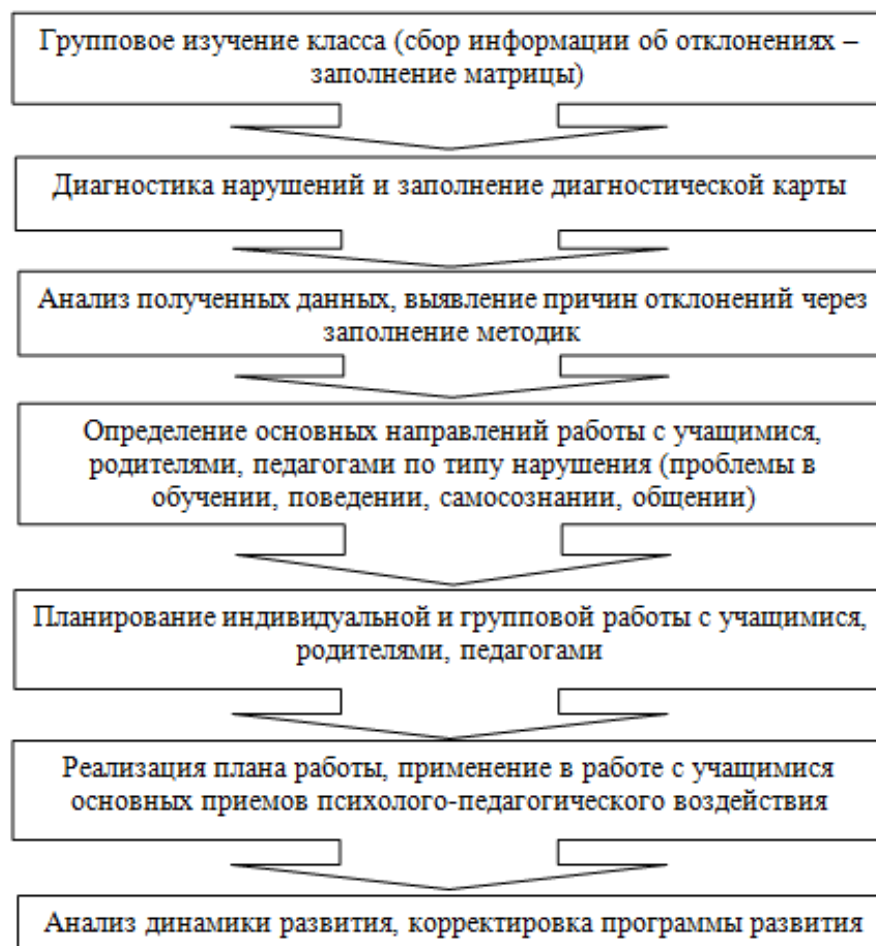 Групповое изучение класса (сбор информации об отклонениях –
заполнение матрицы)
Диагностика нарушений и заполнение диагностической карты
Анализ полученных данных, выявление причин отклонений через
заполнение методик
Определение основных направлений работы с учащимися,
родителями, педагогами по типу нарушения (проблемы в
обучении, поведении, самосознании, общении)
Планирование индивидуальной и групповой работы с учащимися,
родителями, педагогами
Реализация плана работы, применение в работе с учащимися
основных приемов психолого-педагогического воздействия
Анализ динамики развития, корректировка программы развития